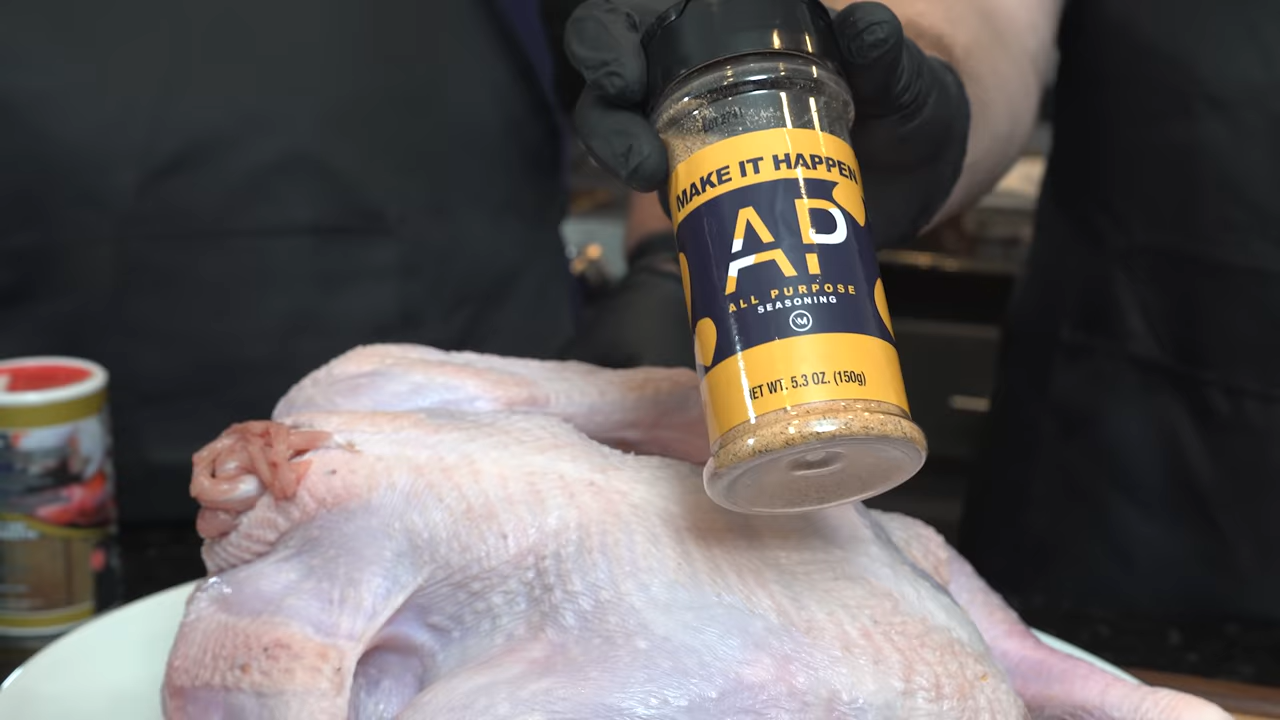 MAKE IT HAPPEN
AP
ALL PURPOSE
SEASONING
NET WT. 5.3 OZ. (150g)